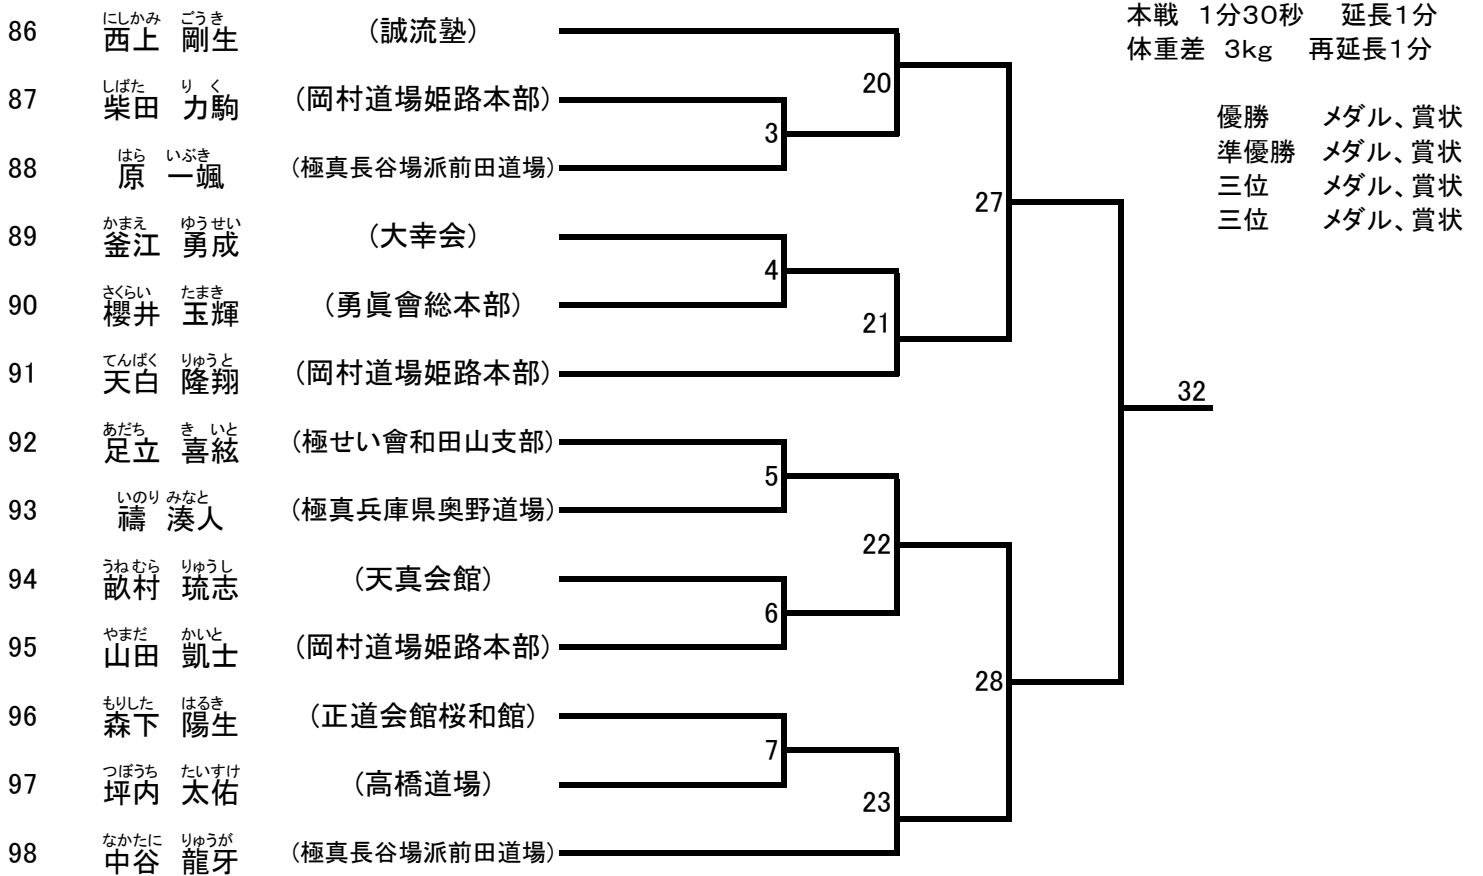 本戦 1分30秒 延長1分
体重差 3kg 再延長1分
優勝 メダル、賞状
準優勝 メダル、賞状
三位 メダル、賞状
三位 メダル、賞状
にしかみ ごうき
86 西上 剛生 (誠流塾)
しばた りく
87 柴田 力駒 (岡村道場姫路本部)
はら いぶき
88 原 一颯 (極真長谷場派前田道場)
かまえ ゆうせい
89 釜江 勇成 (大幸会)
さくらい たまき
90 櫻井 玉輝 (勇眞會総本部)
てんばく りゅうと
91 天白 隆翔 (岡村道場姫路本部)
あだち きいと
92 足立 喜絃 (極せい會和田山支部)
いのり みなと
93 禱 湊人 (極真兵庫県奥野道場)
うねむら りゅうし
94 畝村 琉志 (天真会館)
やまだ かいと
95 山田 凱士 (岡村道場姫路本部)
もりした はるき
96 森下 陽生 (正道会館桜和館)
つぼうち たいすけ
97 坪内 太佑 (高橋道場)
なかたに りゅうが
98 中谷 龍牙 (極真長谷場派前田道場)
3
4
5
6
7
20
21
22
23
27
28
32